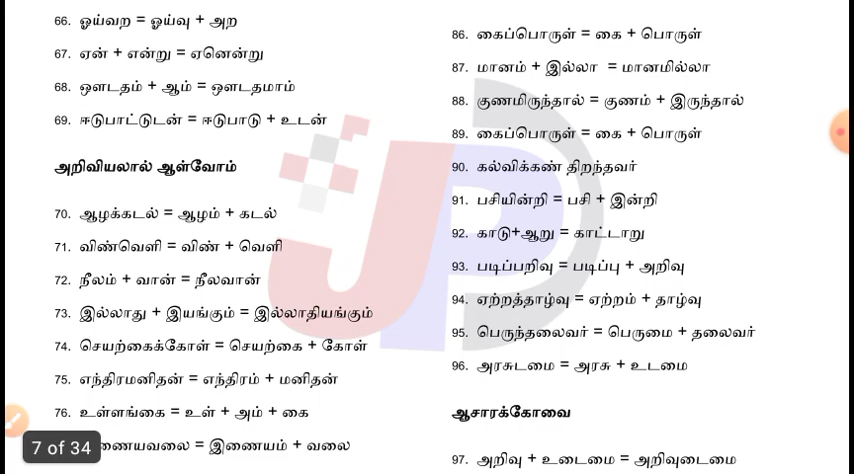 66. ஓய்வற = ஓய்வு + அற
67. ஏன் + என்று = ஏனென்று
68. ஔடதம் + ஆம் = ஔடதமாம்
69. ஈடுபாட்டுடன் = ஈடுபாடு + உடன்
அறிவியலால் ஆள்வோம்
70. ஆழக்கடல் = ஆழம் + கடல்
71. விண்வெளி = விண் + வெளி
72. நீலம் + வான் = நீலவான்
73. இல்லாது + இயங்கும் = இல்லாதியங்கும்
74. செயற்கைக்கோள் = செயற்கை + கோள்
75. எந்திரமனிதன் = எந்திரம் + மனிதன்
76. உள்ளங்கை = உள் + அம் + கை
ணையவலை = இணையம் + வலை
7 of 34
86. கைப்பொருள் = கை + பொருள்
87. மானம் + இல்லா = மானமில்லா
88. குணமிருந்தால் = குணம் + இருந்தால்
89. கைப்பொருள் = கை + பொருள்
90. கல்விக்கண் திறந்தவர்
91. பசியின்றி = பசி + இன்றி
92. காடு+ஆறு = காட்டாறு
93. படிப்பறிவு = படிப்பு + அறிவு
94. ஏற்றத்தாழ்வு = ஏற்றம் + தாழ்வு
95. பெருந்தலைவர் = பெருமை + தலைவர்
96. அரசுடமை = அரசு + உடமை
ஆசாரக்கோவை
97. அறிவு + உடைமை = அறிவுடைமை
JP